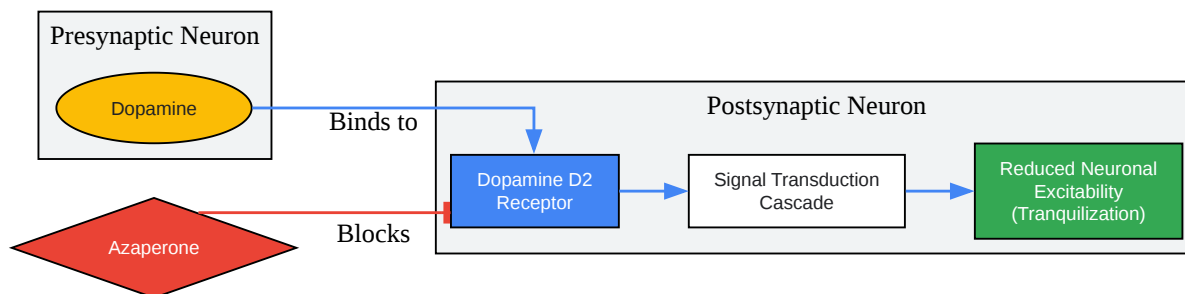 Presynaptic Neuron
Dopamine
Binds to
Postsynaptic Neuron
Dopamine D2
Receptor
Signal Transduction
Cascade
Reduced Neuronal
Excitability
(Tranquilization)
Azaperone
Blocks